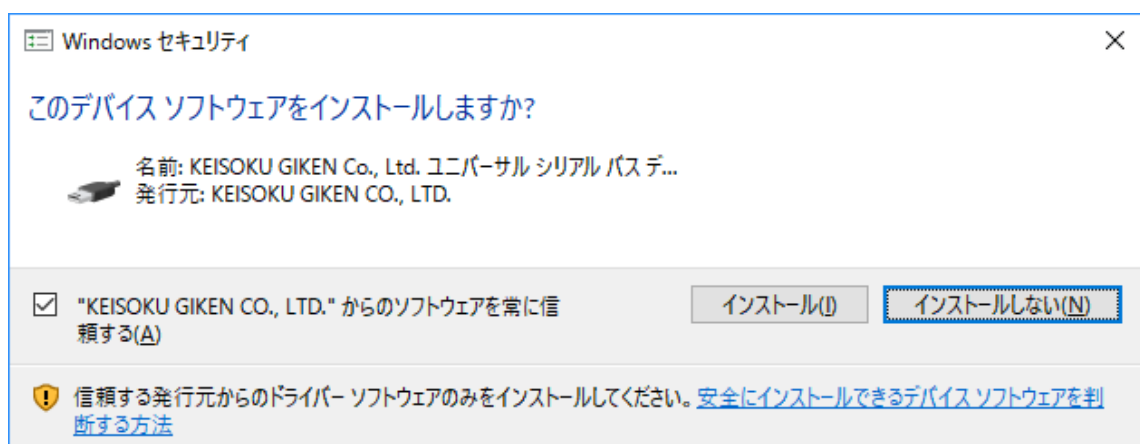 Windows セキュリティ
このデバイス ソフトウェアをインストールしますか?
名前: KEISOKU GIKEN Co., Ltd. ユニバーサル シリアル バス デ...
発行元: KEISOKU GIKEN CO., LTD.
"KEISOKU GIKEN CO., LTD." からのソフトウェアを常に信
頼する(A)
インストール(I)
インストールしない(N)
信頼する発行元からのドライバー ソフトウェアのみをインストールしてください。安全にインストールできるデバイス ソフトウェアを判
断する方法